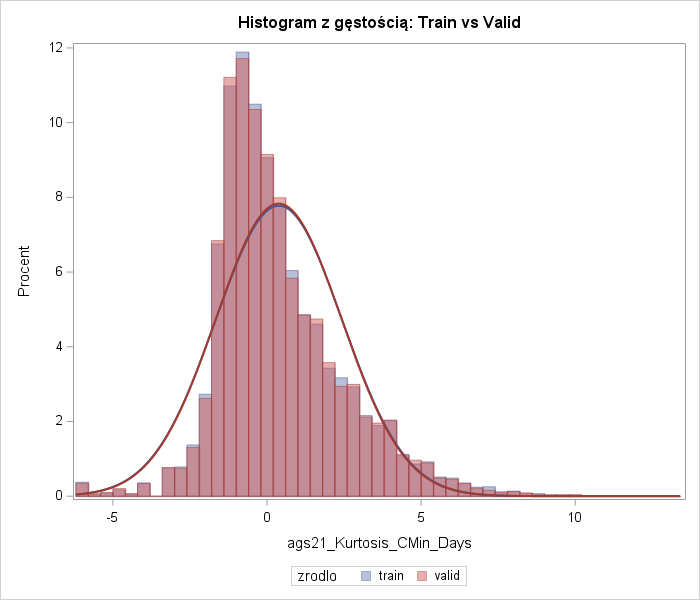 Histogram z gęstością: Train vs Valid
Procent
12
10
8
6
4
2
0
-5
0
5
10
ags21_Kurtosis_CMin_Days
zrodlo train valid